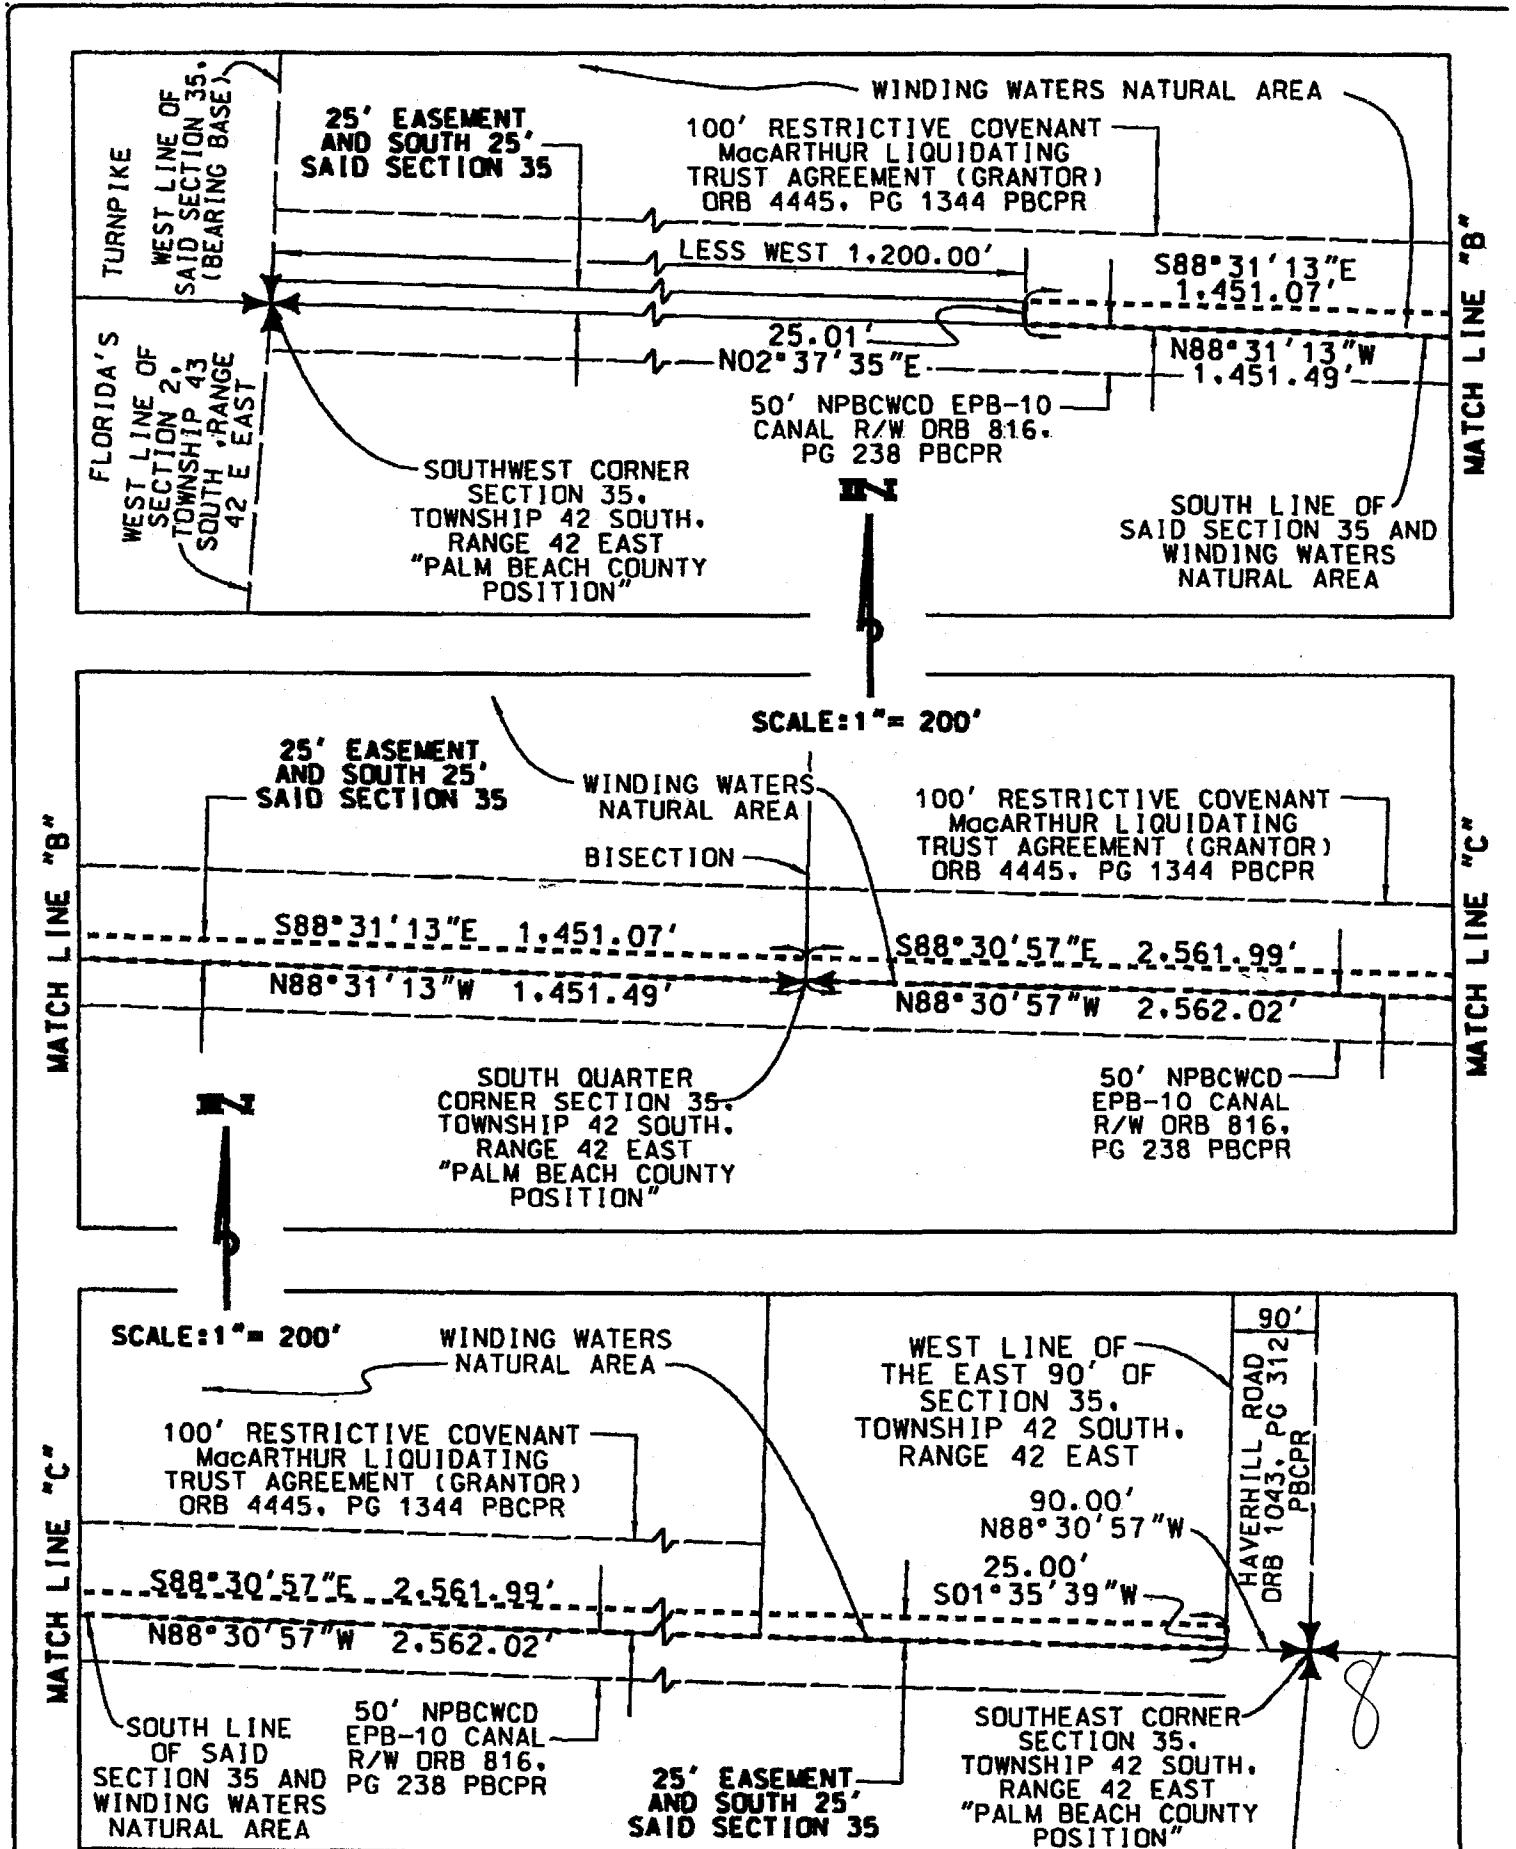 TURNPIKE
WEST LINE OF
SAID SECTION 35.
(BEARING BASE)
25' EASEMENT
AND SOUTH 25'
SAID SECTION 35
WINDING WATERS NATURAL AREA
100' RESTRICTIVE COVENANT
MacARTHUR LIQUIDATING
TRUST AGREEMENT (GRANTOR)
ORB 4445. PG 1344 PBCPR
LESS WEST 1.200.00'
S88°31'13"E
1.451.07'
25.01'
N02°37'35"E
N88°31'13"W
1.451.49'
MATCH LINE "B"
FLORIDA'S
WEST LINE OF
SECTION 2.
TOWNSHIP 43
SOUTH .RANGE
42 E EAST
50' NPBCWCD EPB-10
CANAL R/W ORB 816.
PG 238 PBCPR
SOUTHWEST CORNER
SECTION 35.
TOWNSHIP 42 SOUTH.
RANGE 42 EAST
"PALM BEACH COUNTY
POSITION"
N
SOUTH LINE OF
SAID SECTION 35 AND
WINDING WATERS
NATURAL AREA
SCALE:1"= 200'
25' EASEMENT
AND SOUTH 25'
SAID SECTION 35
WINDING WATERS
NATURAL AREA
BISECTION
100' RESTRICTIVE COVENANT
MacARTHUR LIQUIDATING
TRUST AGREEMENT (GRANTOR)
ORB 4445. PG 1344 PBCPR
MATCH LINE "B"
MATCH LINE "C"
S88°31'13"E 1.451.07'
S88°30'57"E 2.561.99'
N88°31'13"W 1.451.49'
N88°30'57"W 2.562.02'
SOUTH QUARTER
CORNER SECTION 35.
TOWNSHIP 42 SOUTH.
RANGE 42 EAST
"PALM BEACH COUNTY
POSITION"
50' NPBCWCD
EPB-10 CANAL
R/W ORB 816.
PG 238 PBCPR
N
SCALE:1"= 200'
WINDING WATERS
NATURAL AREA
WEST LINE OF
THE EAST 90' OF
SECTION 35.
TOWNSHIP 42 SOUTH.
RANGE 42 EAST
90'
HAVERHILL ROAD
ORB 1043. PG 312
PBCPR
100' RESTRICTIVE COVENANT
MacARTHUR LIQUIDATING
TRUST AGREEMENT (GRANTOR)
ORB 4445. PG 1344 PBCPR
90.00'
N88°30'57"W
25.00'
S01°35'39"W
MATCH LINE "C"
S88°30'57"E 2.561.99'
N88°30'57"W 2.562.02'
SOUTH LINE
OF SAID
SECTION 35 AND
WINDING WATERS
NATURAL AREA
50' NPBCWCD
EPB-10 CANAL
R/W ORB 816.
PG 238 PBCPR
25' EASEMENT
AND SOUTH 25'
SAID SECTION 35
SOUTHEAST CORNER
SECTION 35.
TOWNSHIP 42 SOUTH.
RANGE 42 EAST
"PALM BEACH COUNTY
POSITION"
8